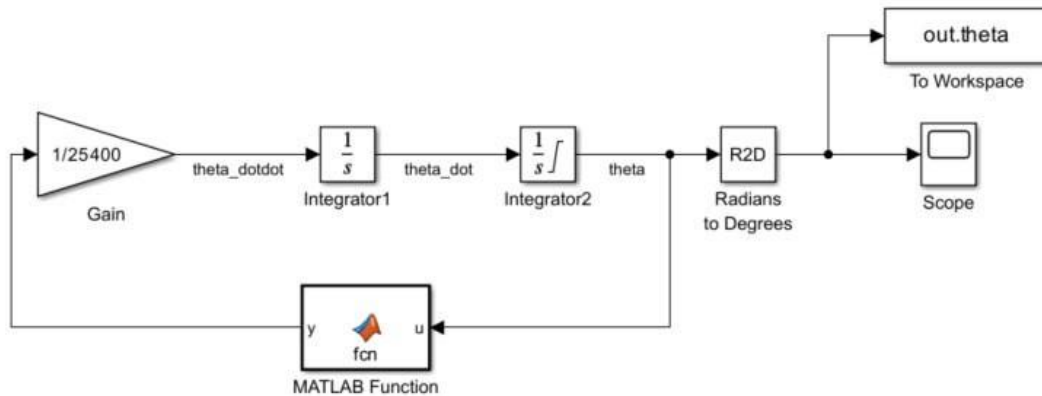 out.theta
To Workspace
1/25400
Gain
theta_dotdot
1
s
Integrator1
theta_dot
1
s
Integrator2
theta
R2D
Radians
to Degrees
Scope
y
u
fcn
MATLAB Function